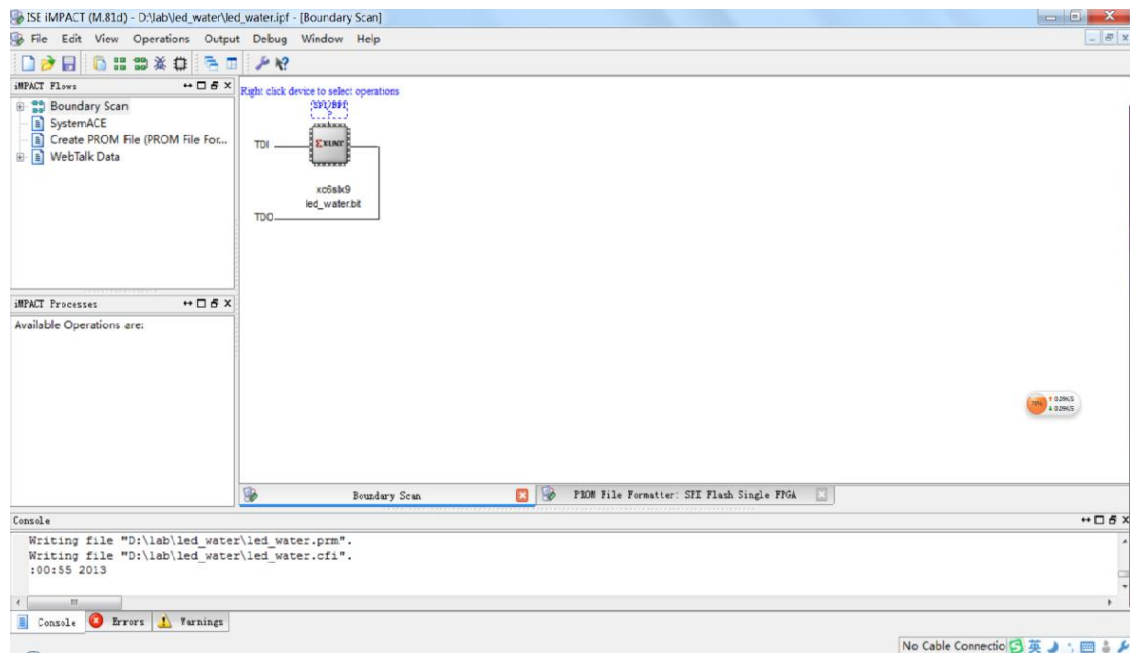 ISE iMPACT (M.81d) - D:\lab\led_water\led_water.ipf - [Boundary Scan]
File Edit View Operations Output Debug Window Help
iMPACT Flows
Boundary Scan
SystemACE
Create PROM File (PROM File For...
WebTalk Data
Right click device to select operations
SPI/BPI
?
TDI
XILINX
xc6slx9
led_water.bit
TDO
iMPACT Processes
Available Operations are:
Boundary Scan
PROM File Formatter: SPI Flash Single FPGA
Console
Writing file "D:\lab\led_water\led_water.prm".
Writing file "D:\lab\led_water\led_water.cfi".
:00:55 2013
Console Errors Warnings
No Cable Connectio
英